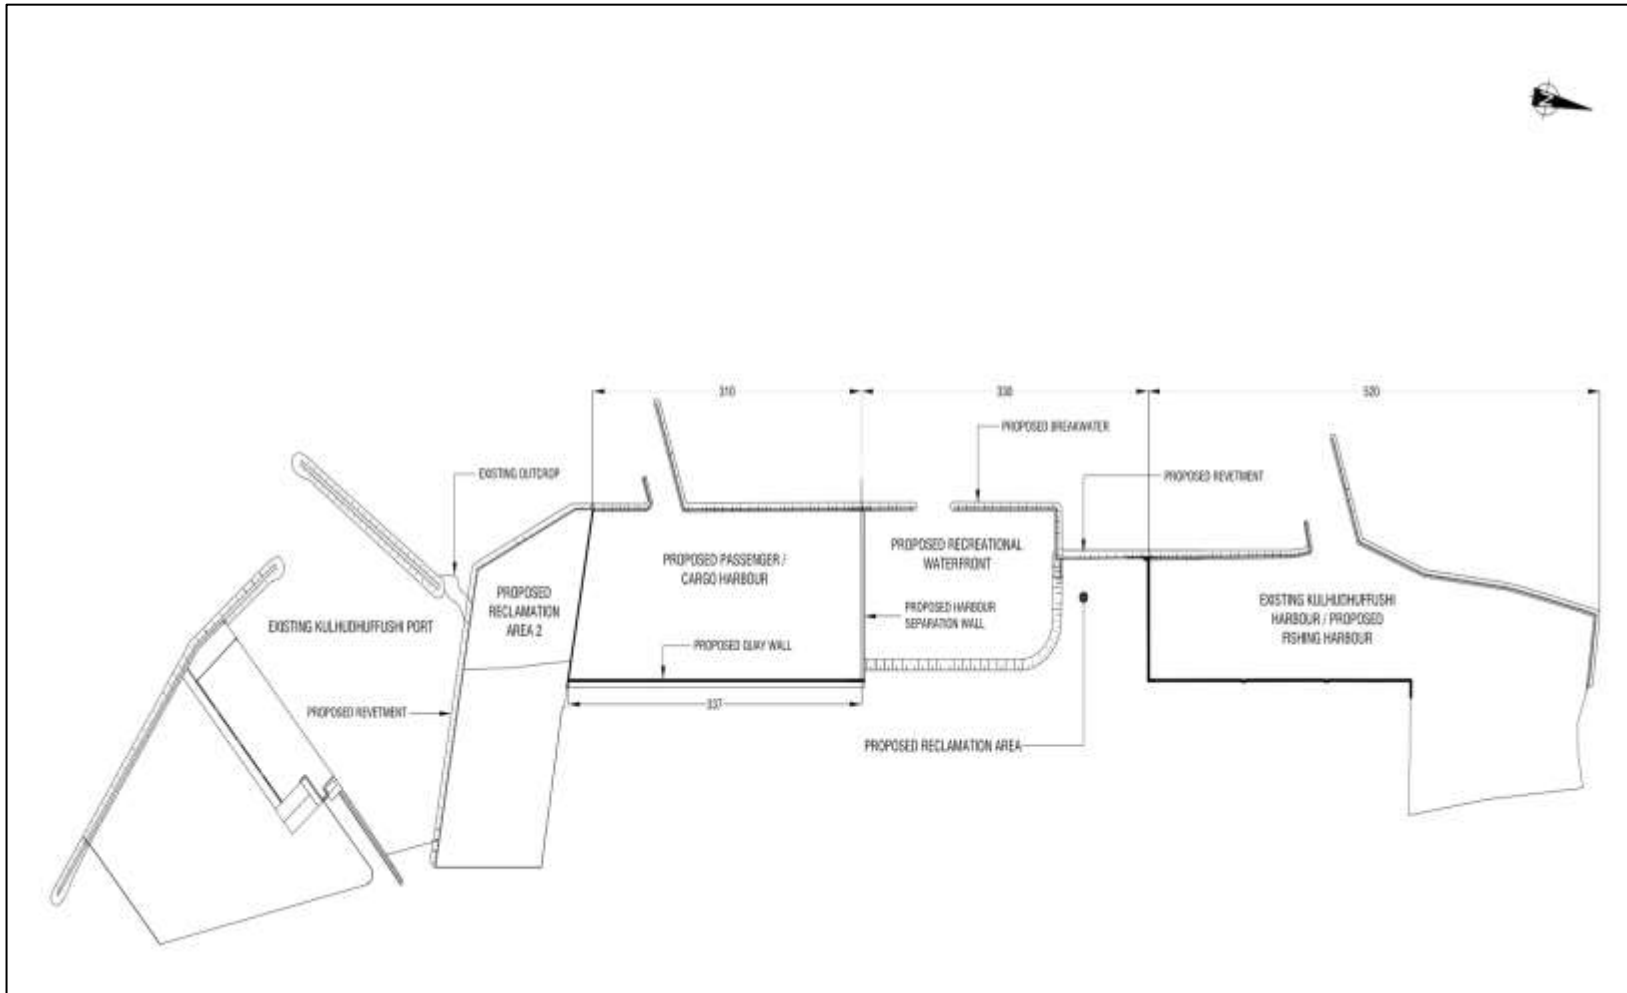 N
310
330
520
PROPOSED BREAKWATER
EXISTING OUTCROP
PROPOSED REVETMENT
PROPOSED PASSENGER /
CARGO HARBOUR
PROPOSED RECREATIONAL
WATERFRONT
PROPOSED
RECLAMATION
AREA 2
EXISTING KULHUDHUFFUSHI PORT
PROPOSED HARBOUR
SEPARATION WALL
EXISTING KULHUDHUFFUSHI
HARBOUR / PROPOSED
FISHING HARBOUR
PROPOSED QUAY WALL
337
PROPOSED REVETMENT
PROPOSED RECLAMATION AREA